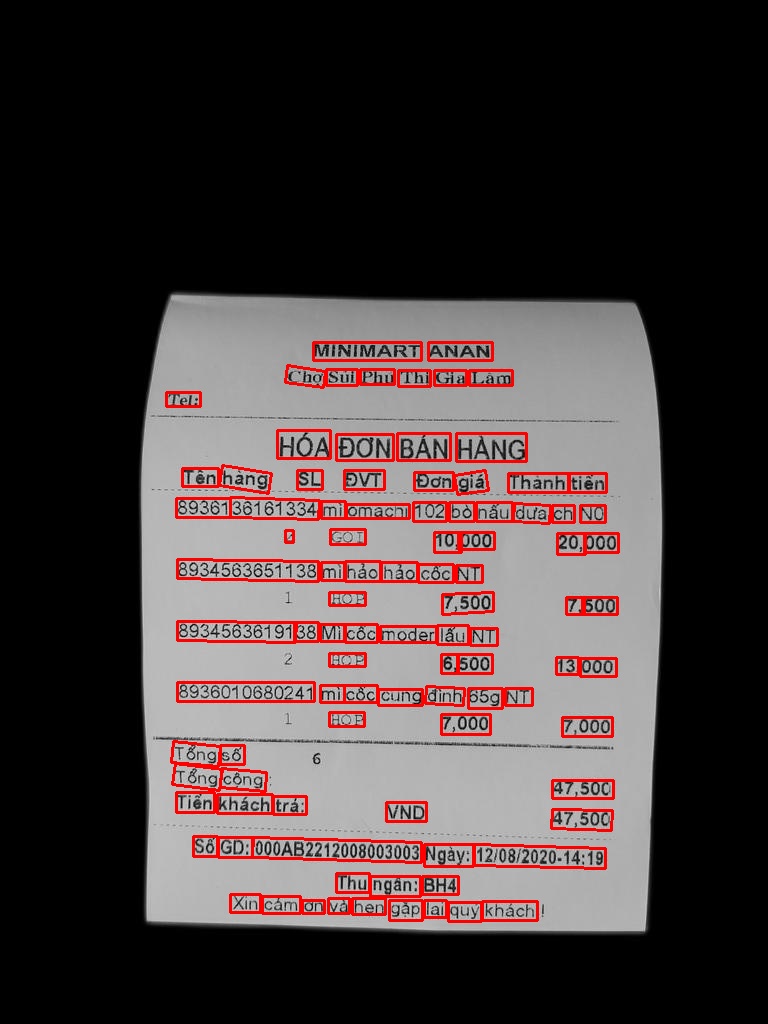 MINIMART ANAN
Chợ Sủi Phú Thị Gia Lâm
Tel:
HÓA ĐƠN BÁN HÀNG
Tên hàng SL ĐVT Đơn giá Thành tiền
8936136161334 mì omachi 102 bò nấu dưa ch N0
GOI 10,000 20,000
8934563651138 mì hảo hảo cốc NT
1 HOP 7,500 7,500
8934563619138 Mì cốc moder lẩu NT
2 HOP 6,500 13,000
8936010680241 mì cốc cung đình 65g NT
1 HOP 7,000 7,000
Tổng số 6
Tổng cộng : 47,500
Tiền khách trả: VND 47,500
Số GD: 000AB2212008003003 Ngày: 12/08/2020-14:19
Thu ngân: BH4
Xin cám ơn và hẹn gặp lại quý khách !